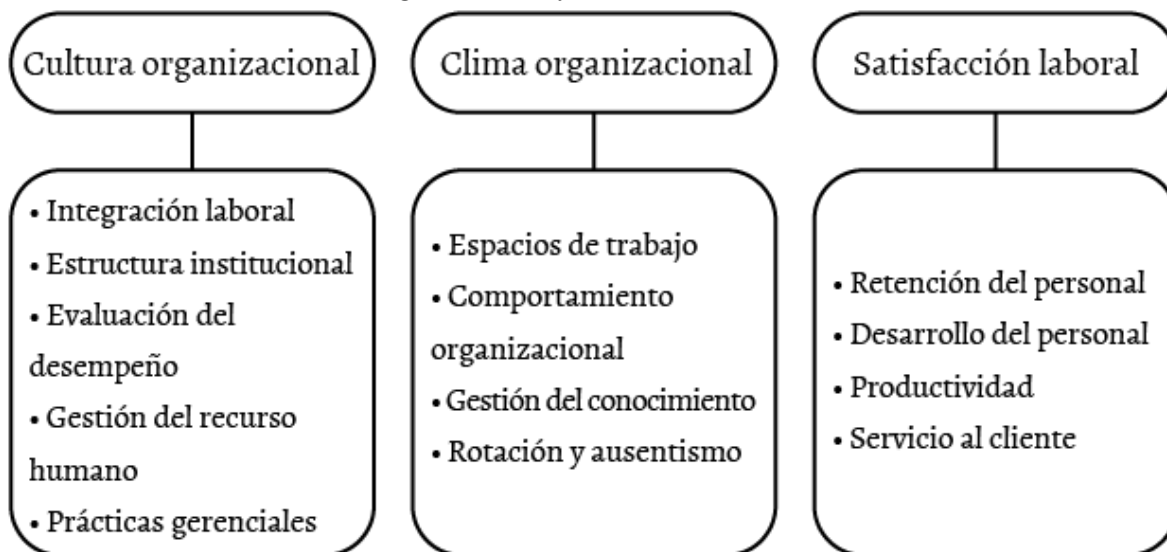 Cultura organizacional
• Integración laboral
• Estructura institucional
• Evaluación del
desempeño
• Gestión del recurso
humano
• Prácticas gerenciales
Clima organizacional
• Espacios de trabajo
• Comportamiento
organizacional
• Gestión del conocimiento
• Rotación y ausentismo
Satisfacción laboral
• Retención del personal
• Desarrollo del personal
• Productividad
• Servicio al cliente